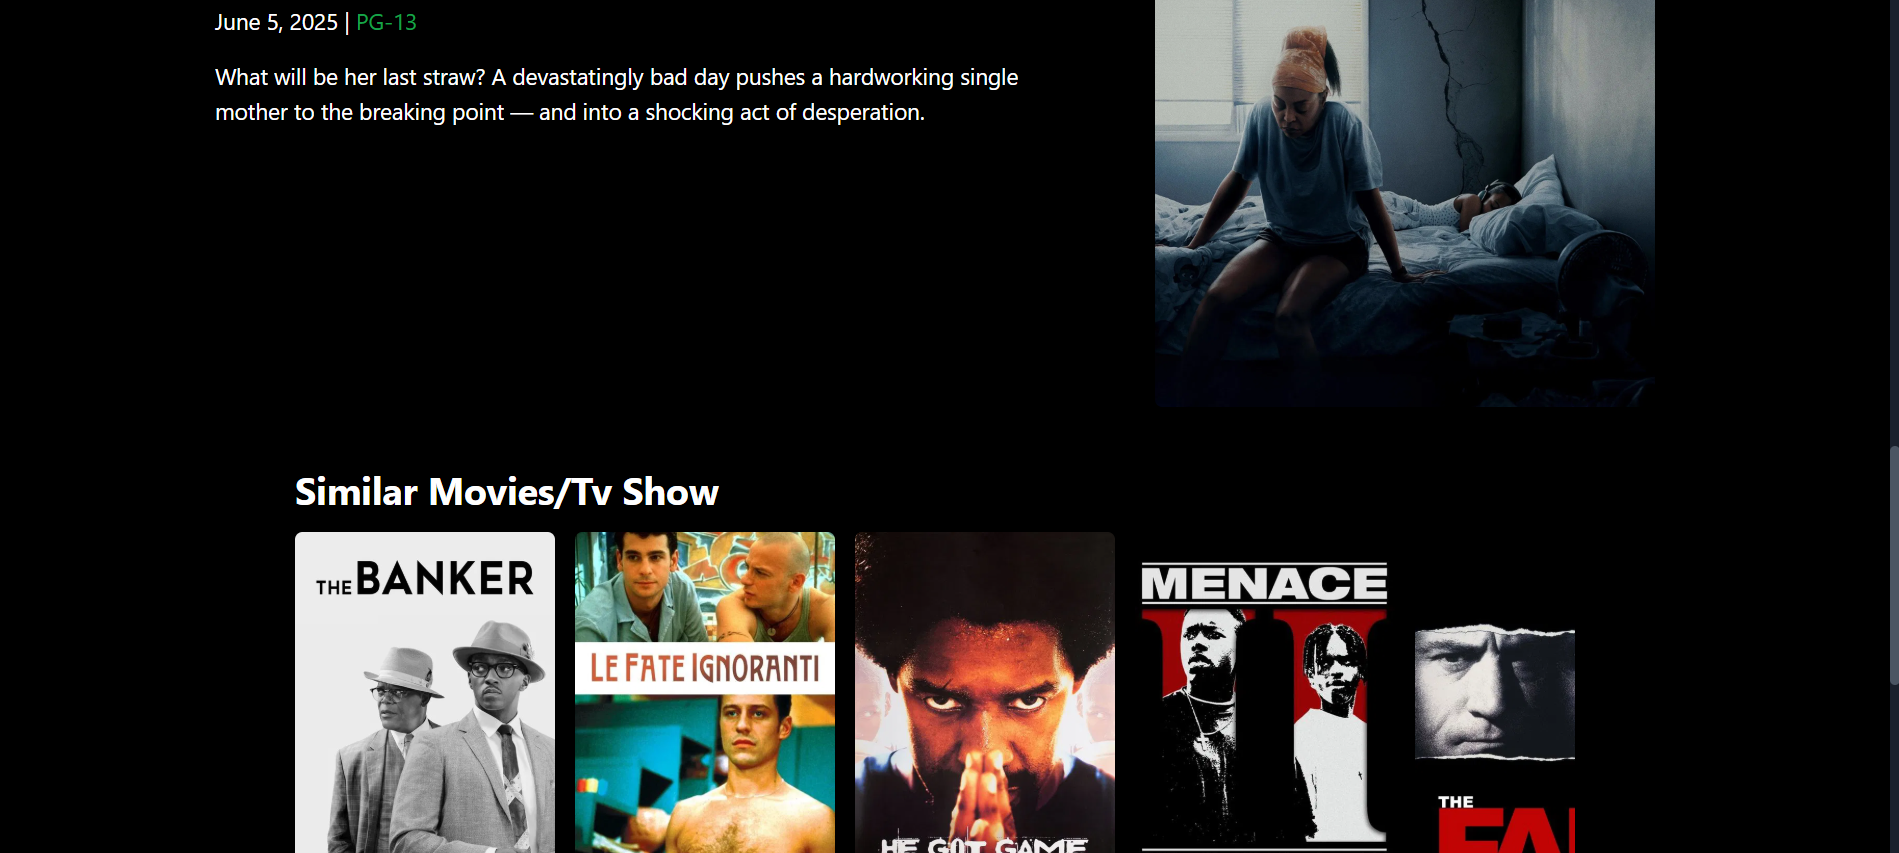 June 5, 2025 | PG-13
What will be her last straw? A devastatingly bad day pushes a hardworking single
mother to the breaking point — and into a shocking act of desperation.
Similar Movies/Tv Show
THE BANKER
LE FATE IGNORANTI
HE GOT GAME
MENACE
II
THE
FA